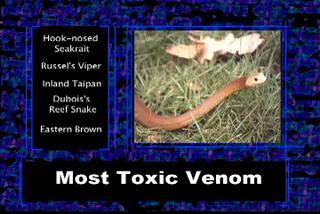 Hook-nosed
Seakrait
Russel's Viper
Inland Taipan
Dubois's
Reef Snake
Eastern Brown
Most Toxic Venom